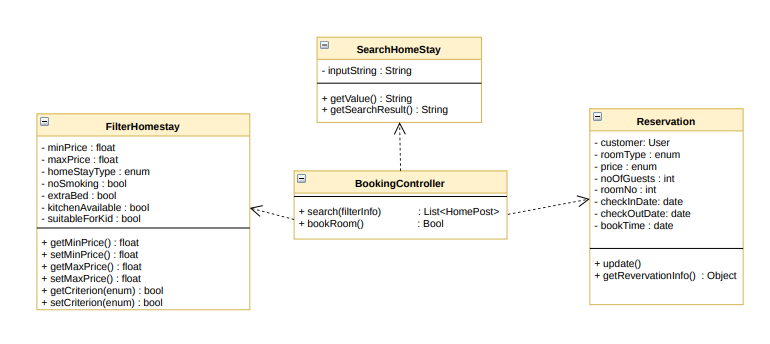 SearchHomeStay
- inputString : String
+ getValue() : String
+ getSearchResult() : String
FilterHomestay
- minPrice : float
- maxPrice : float
- homeStayType : enum
- noSmoking : bool
- extraBed : bool
- kitchenAvailable : bool
- suitableForKid : bool
+ getMinPrice() : float
+ setMinPrice() : float
+ getMaxPrice() : float
+ setMaxPrice() : float
+ getCriterion(enum) : bool
+ setCriterion(enum) : bool
BookingController
+ search(filterInfo) : List<HomePost>
+ bookRoom() : Bool
Reservation
- customer: User
- roomType : enum
- price : enum
- noOfGuests : int
- roomNo : int
- checkInDate: date
- checkOutDate: date
- bookTime : date
+ update()
+ getRevervationInfo() : Object